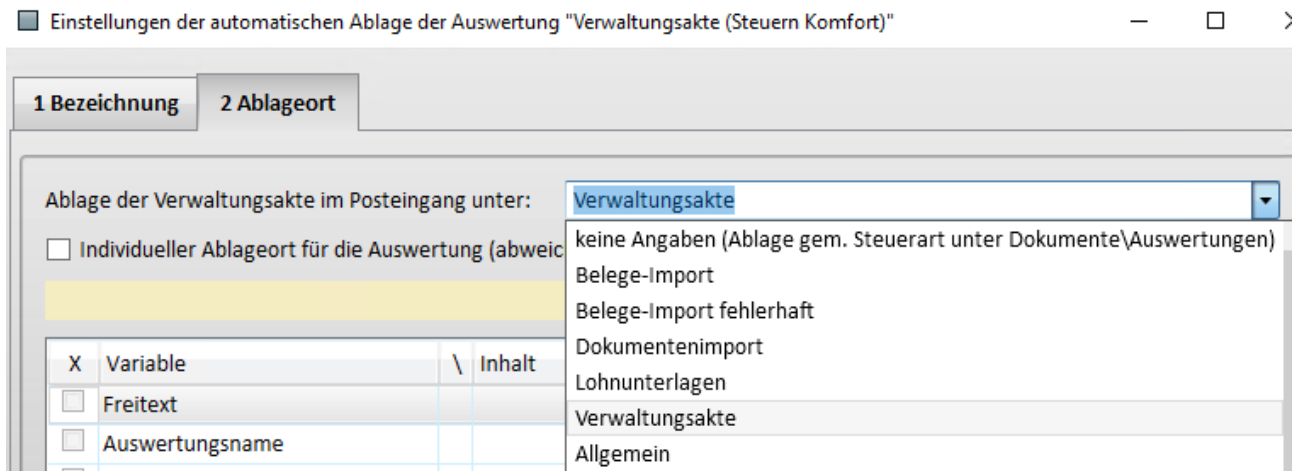 Einstellungen der automatischen Ablage der Auswertung "Verwaltungsakte (Steuern Komfort)"
1 Bezeichnung 2 Ablageort
Ablage der Verwaltungsakte im Posteingang unter: Verwaltungsakte
keine Angaben (Ablage gem. Steuerart unter Dokumente\Auswertungen)
Individueller Ablageort für die Auswertung (abweic
Belege-Import
Belege-Import fehlerhaft
Dokumentenimport
Lohnunterlagen
Verwaltungsakte
Allgemein
X Variable \ Inhalt
Freitext
Auswertungsname